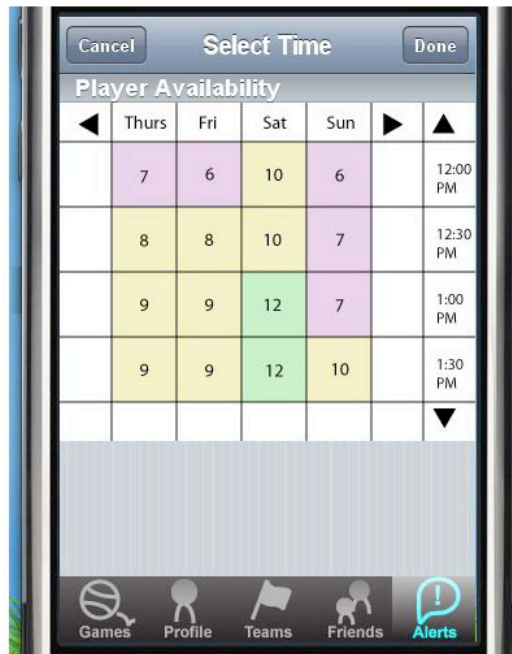 Cancel Select Time Done
Player Availability
Thurs Fri Sat Sun
7 6 10 6 12:00 PM
8 8 10 7 12:30 PM
9 9 12 7 1:00 PM
9 9 12 10 1:30 PM
Games Profile Teams Friends Alerts